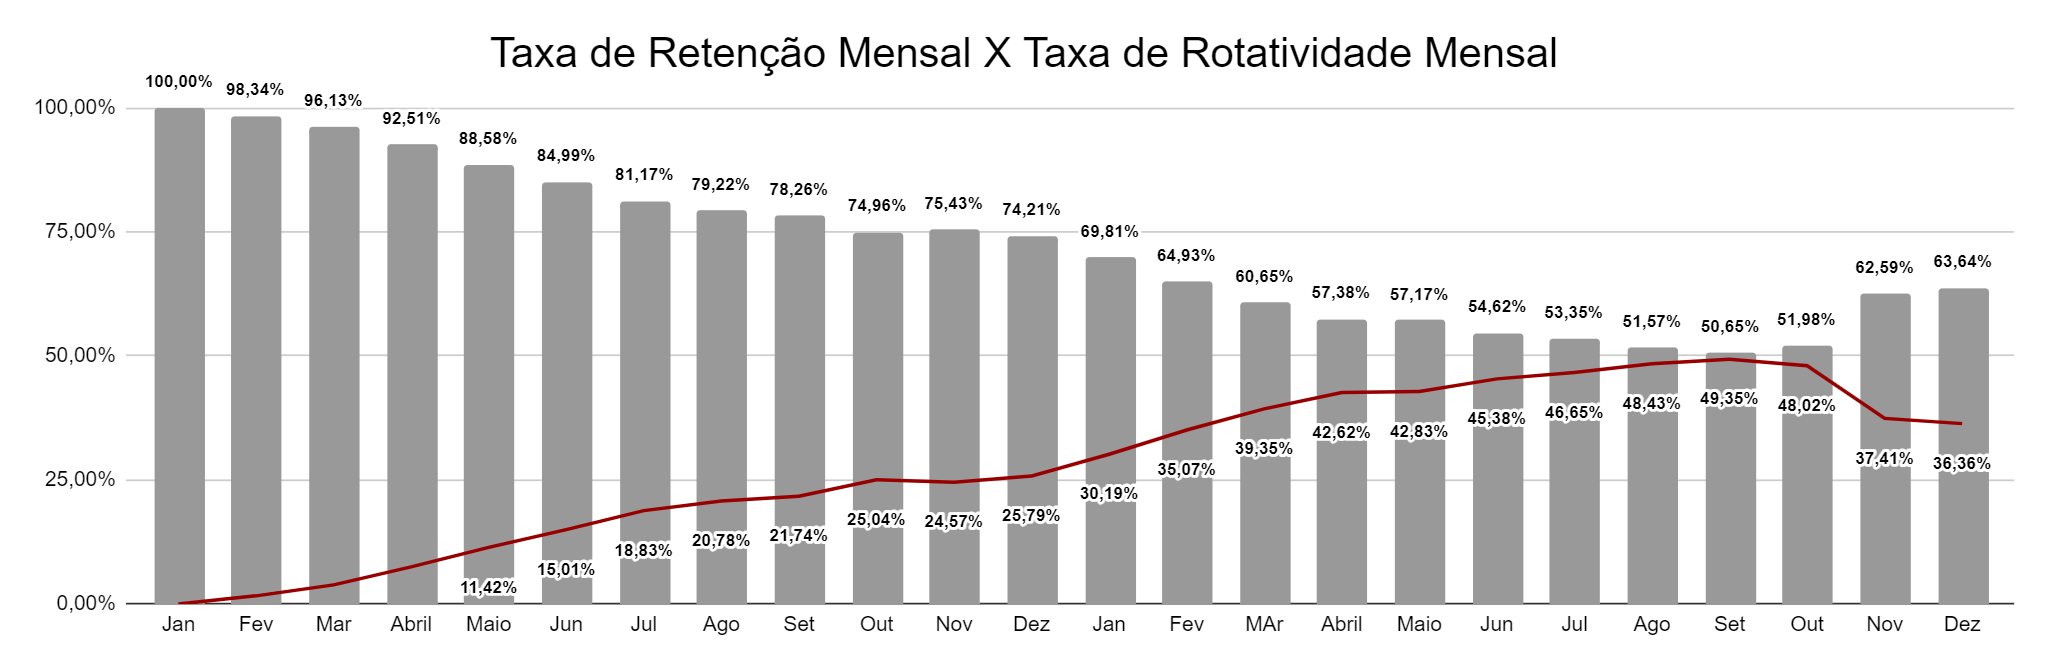 Taxa de Retenção Mensal X Taxa de Rotatividade Mensal
100,00%
75,00%
50,00%
25,00%
0,00%
100,00% 98,34% 96,13% 92,51% 88,58% 84,99% 81,17% 79,22% 78,26% 74,96% 75,43% 74,21% 69,81% 64,93% 60,65% 57,38% 57,17% 54,62% 53,35% 51,57% 50,65% 51,98% 62,59% 63,64%
11,42% 15,01% 18,83% 20,78% 21,74% 25,04% 24,57% 25,79% 30,19% 35,07% 39,35% 42,62% 42,83% 45,38% 46,65% 48,43% 49,35% 48,02% 37,41% 36,36%
Jan Fev Mar Abril Maio Jun Jul Ago Set Out Nov Dez Jan Fev MAr Abril Maio Jun Jul Ago Set Out Nov Dez